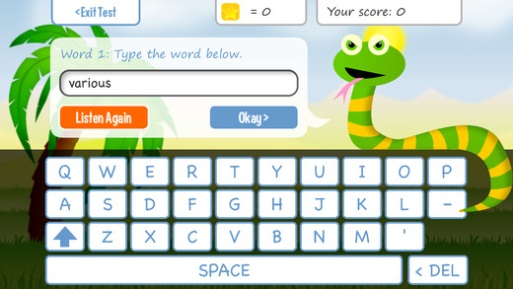 <Exit Test
= 0
Your score: 0
Word 1: Type the word below.
various
Listen Again
Okay >
Q W E R T Y U I O P
A S D F G H J K L -
Z X C V B N M '
SPACE
< DEL